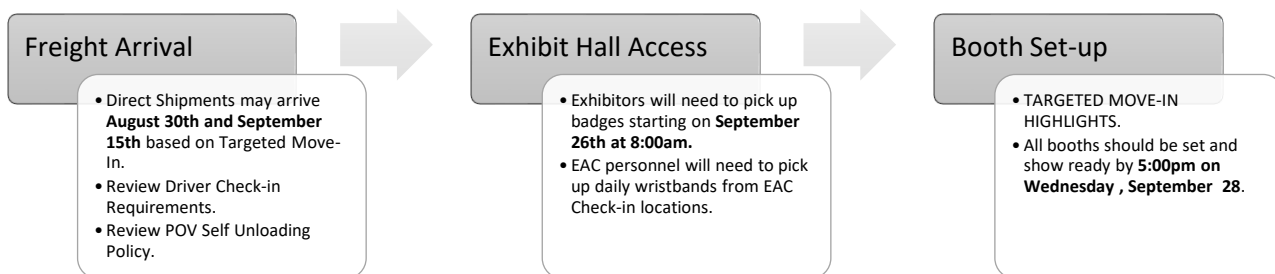 Freight Arrival
• Direct Shipments may arrive
August 30th and September
15th based on Targeted Move-
In.
• Review Driver Check-in
Requirements.
• Review POV Self Unloading
Policy.
Exhibit Hall Access
• Exhibitors will need to pick up
badges starting on September
26th at 8:00am.
• EAC personnel will need to pick
up daily wristbands from EAC
Check-in locations.
Booth Set-up
• TARGETED MOVE-IN
HIGHLIGHTS.
• All booths should be set and
show ready by 5:00pm on
Wednesday , September 28.